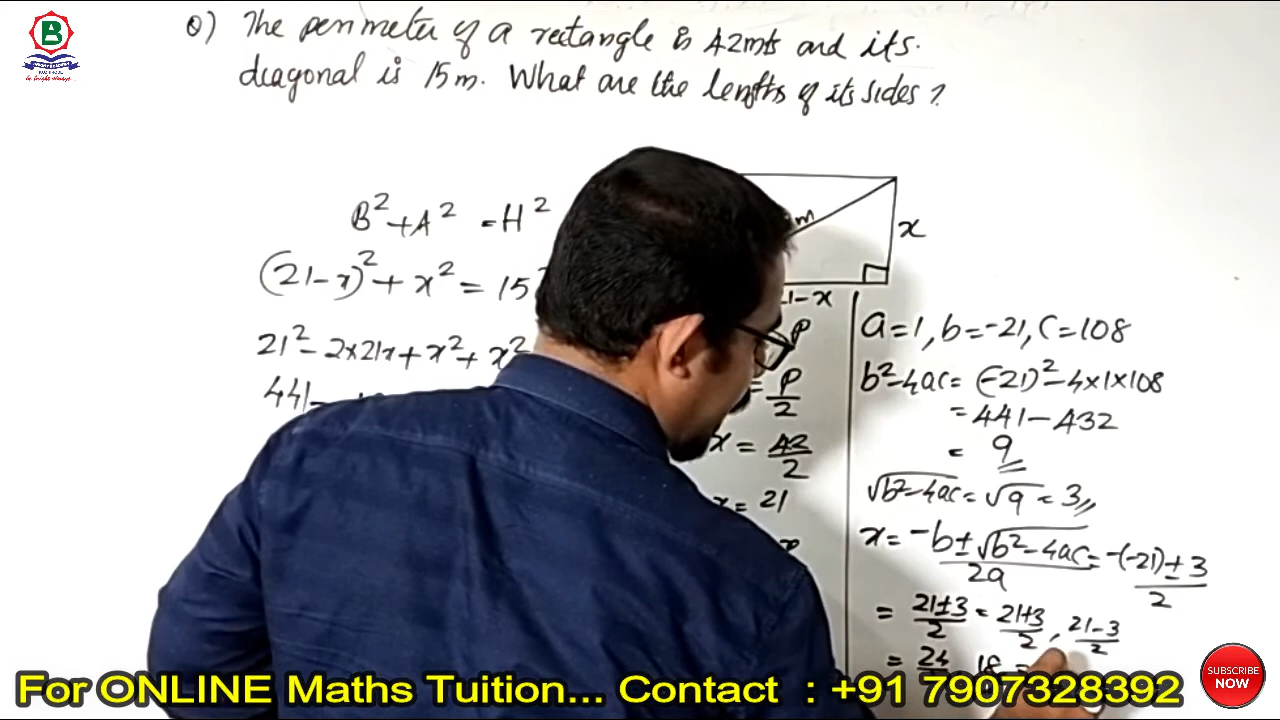 Q) The perimeter of a rectangle is 42mts and its.
diagonal is 15m. What are the lengths of its sides?
B
B² + A² = H²
(21-x)² + x² = 15
21² - 2×21x + x² + x²
441 -
m
x
1-x
P
= P/2
x = 42/2
x = 21
x
a = 1, b = -21, c = 108
b² - 4ac = (-21)² - 4×1×108
= 441 - 432
= 9
√b²-4ac = √9 = 3
x = -b ± √b²-4ac / 2a = -(-21) ± 3 / 2
= 21±3/2 = 21+3/2, 21-3/2
= 24 18 =
For ONLINE Maths Tuition... Contact : +91 7907328392
SUBSCRIBE
NOW